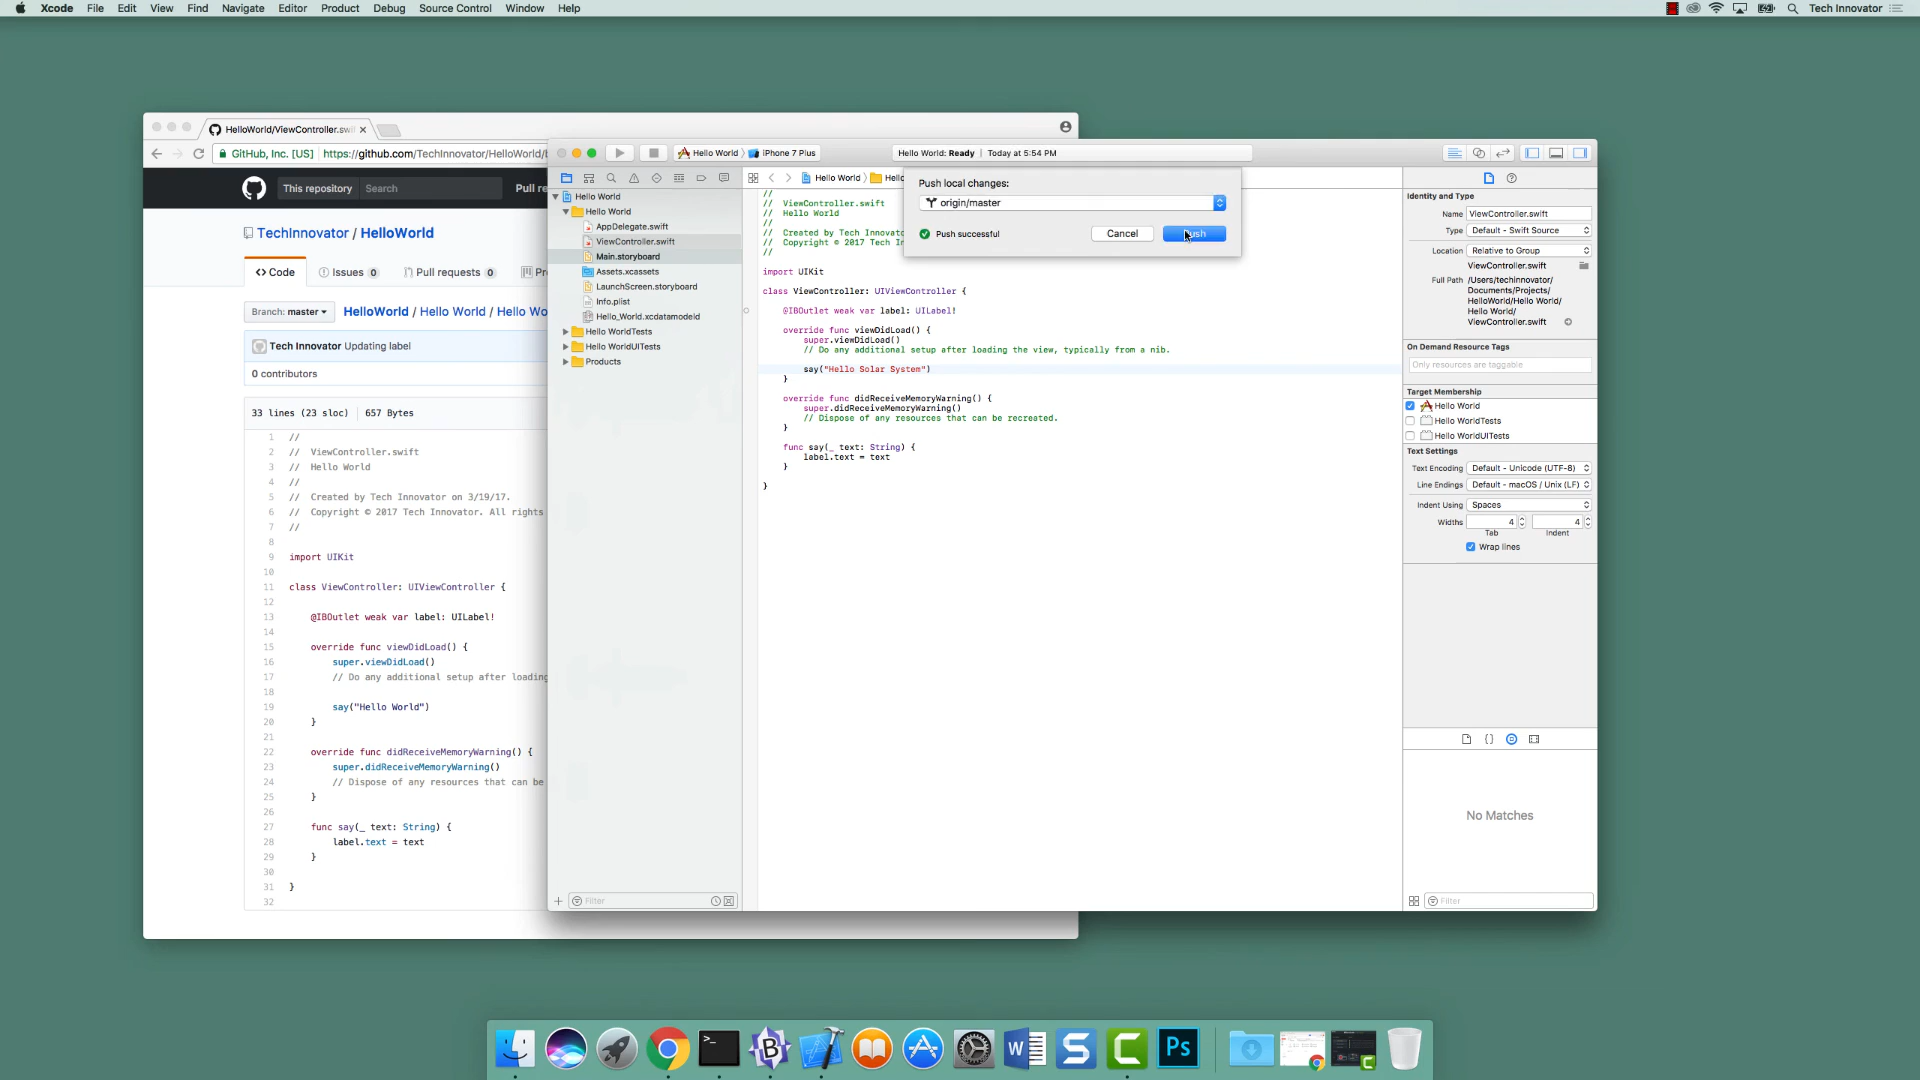 Xcode File Edit View Find Navigate Editor Product Debug Source Control Window Help
Tech Innovator
HelloWorld/ViewController.swif
GitHub, Inc. [US] https://github.com/TechInnovator/HelloWorld/b
This repository Search Pull re
TechInnovator / HelloWorld
Code Issues 0 Pull requests 0 Pr
Branch: master HelloWorld / Hello World / Hello Wo
Tech Innovator Updating label
0 contributors
33 lines (23 sloc) 657 Bytes
1 //
2 // ViewController.swift
3 // Hello World
4 //
5 // Created by Tech Innovator on 3/19/17.
6 // Copyright © 2017 Tech Innovator. All rights
7 //
8
9 import UIKit
10
11 class ViewController: UIViewController {
12
13 @IBOutlet weak var label: UILabel!
14
15 override func viewDidLoad() {
16 super.viewDidLoad()
17 // Do any additional setup after loading
18
19 say("Hello World")
20 }
21
22 override func didReceiveMemoryWarning() {
23 super.didReceiveMemoryWarning()
24 // Dispose of any resources that can be
25 }
26
27 func say(_ text: String) {
28 label.text = text
29 }
30
31 }
32
Hello World iPhone 7 Plus
Hello World: Ready Today at 5:54 PM
Hello World
Hello World
AppDelegate.swift
ViewController.swift
Main.storyboard
Assets.xcassets
LaunchScreen.storyboard
Info.plist
Hello_World.xcdatamodeld
Hello WorldTests
Hello WorldUITests
Products
Filter
Hello World Hello
//
// ViewController.swift
// Hello World
//
// Created by Tech Innovato
// Copyright © 2017 Tech In
//
import UIKit
class ViewController: UIViewController {
@IBOutlet weak var label: UILabel!
override func viewDidLoad() {
super.viewDidLoad()
// Do any additional setup after loading the view, typically from a nib.
say("Hello Solar System")
}
override func didReceiveMemoryWarning() {
super.didReceiveMemoryWarning()
// Dispose of any resources that can be recreated.
}
func say(_ text: String) {
label.text = text
}
}
Push local changes:
origin/master
Push successful
Cancel
Identity and Type
Name ViewController.swift
Type Default - Swift Source
Location Relative to Group
ViewController.swift
Full Path /Users/techinnovator/
Documents/Projects/
HelloWorld/Hello World/
Hello World/
ViewController.swift
On Demand Resource Tags
Only resources are taggable
Target Membership
Hello World
Hello WorldTests
Hello WorldUITests
Text Settings
Text Encoding Default - Unicode (UTF-8)
Line Endings Default - macOS / Unix (LF)
Indent Using Spaces
Widths 4 4
Tab Indent
Wrap lines
No Matches
Filter
>_
B
W
S
C
Ps